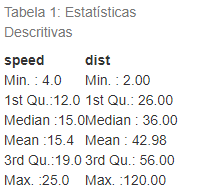 Tabela 1: Estatísticas
Descritivas
speed dist
Min. : 4.0 Min. : 2.00
1st Qu.:12.0 1st Qu.: 26.00
Median :15.0 Median : 36.00
Mean :15.4 Mean : 42.98
3rd Qu.:19.0 3rd Qu.: 56.00
Max. :25.0 Max. :120.00